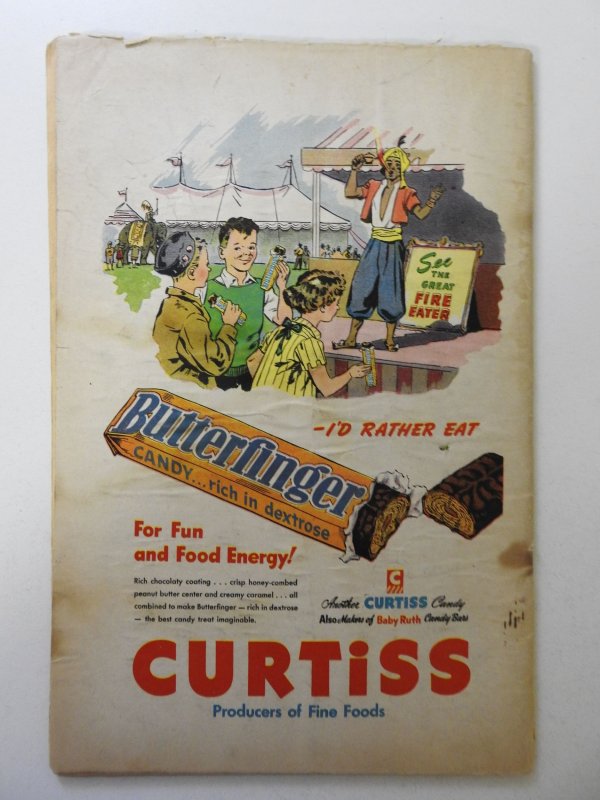 See
THE
GREAT
FIRE
EATER
—I'D RATHER EAT
Butterfinger
CANDY...rich in dextrose
For Fun
and Food Energy!
Rich chocolaty coating . . . crisp honey-combed
peanut butter center and creamy caramel . . . all
combined to make Butterfinger — rich in dextrose
— the best candy treat imaginable.
C
Another CURTISS Candy
Also Makers of Baby Ruth Candy Bars
CURTiSS
Producers of Fine Foods